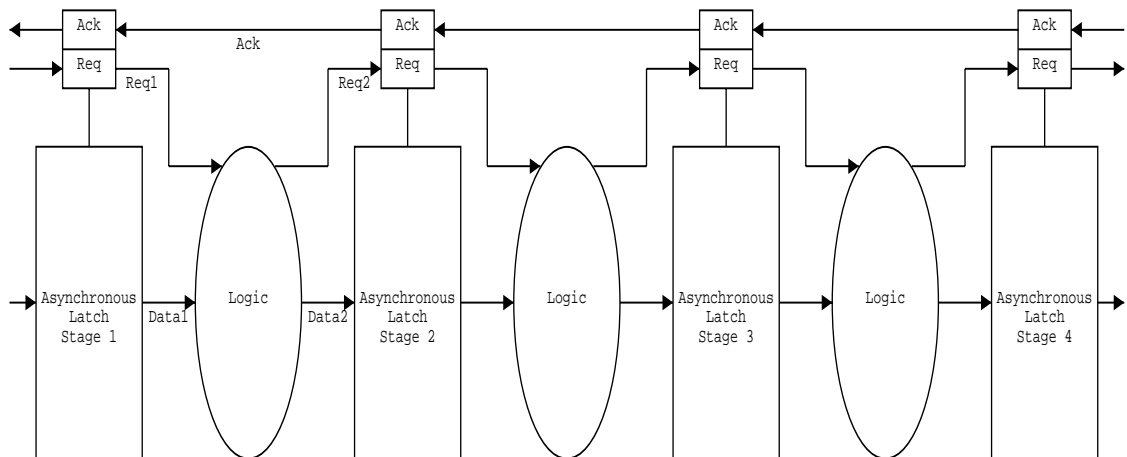 Ack
Ack
Ack
Ack
Ack
Req
Req
Req
Req
Req1
Req2
Asynchronous
Latch
Stage 1
Data1
Logic
Data2
Asynchronous
Latch
Stage 2
Logic
Asynchronous
Latch
Stage 3
Logic
Asynchronous
Latch
Stage 4